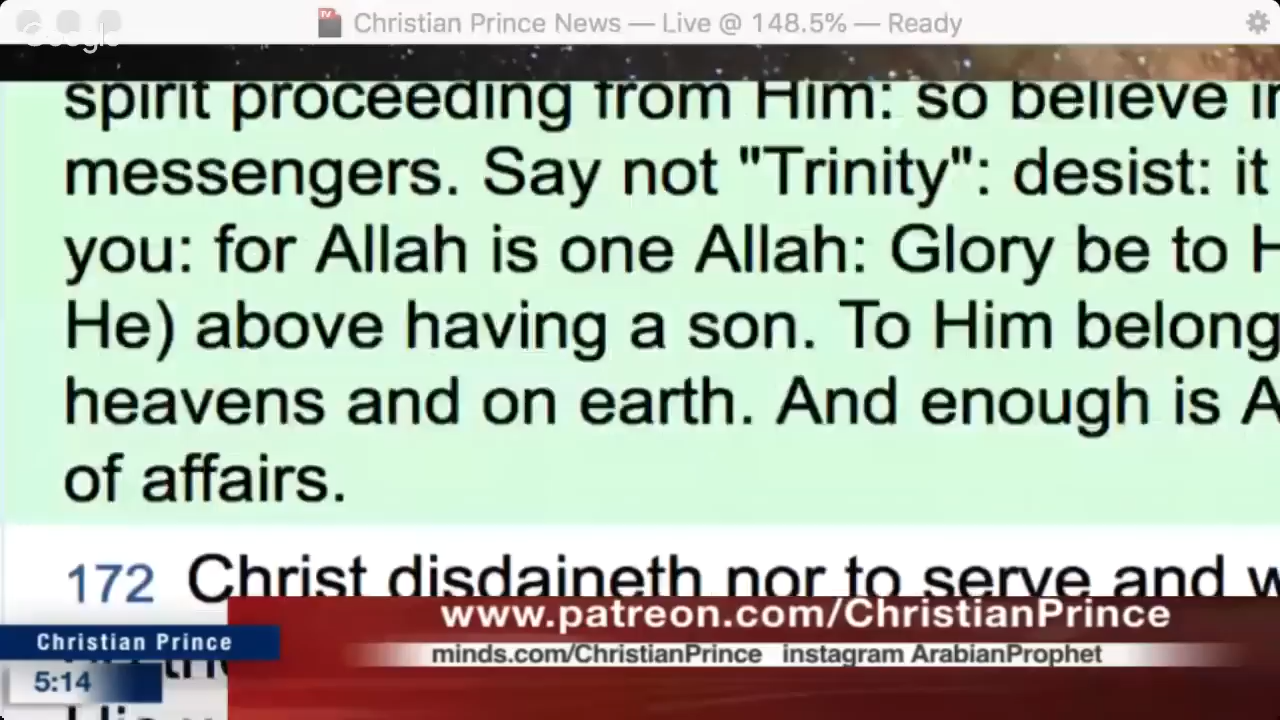 Christian Prince News — Live @ 148.5% — Ready
Google
spirit proceeding from Him: so believe
messengers. Say not "Trinity": desist: it
you: for Allah is one Allah: Glory be to
He) above having a son. To Him belong
heavens and on earth. And enough is
of affairs.
172 Christ disdaineth nor to serve and
www.patreon.com/ChristianPrince
Christian Prince
minds.com/ChristianPrince instagram ArabianProphet
5:14